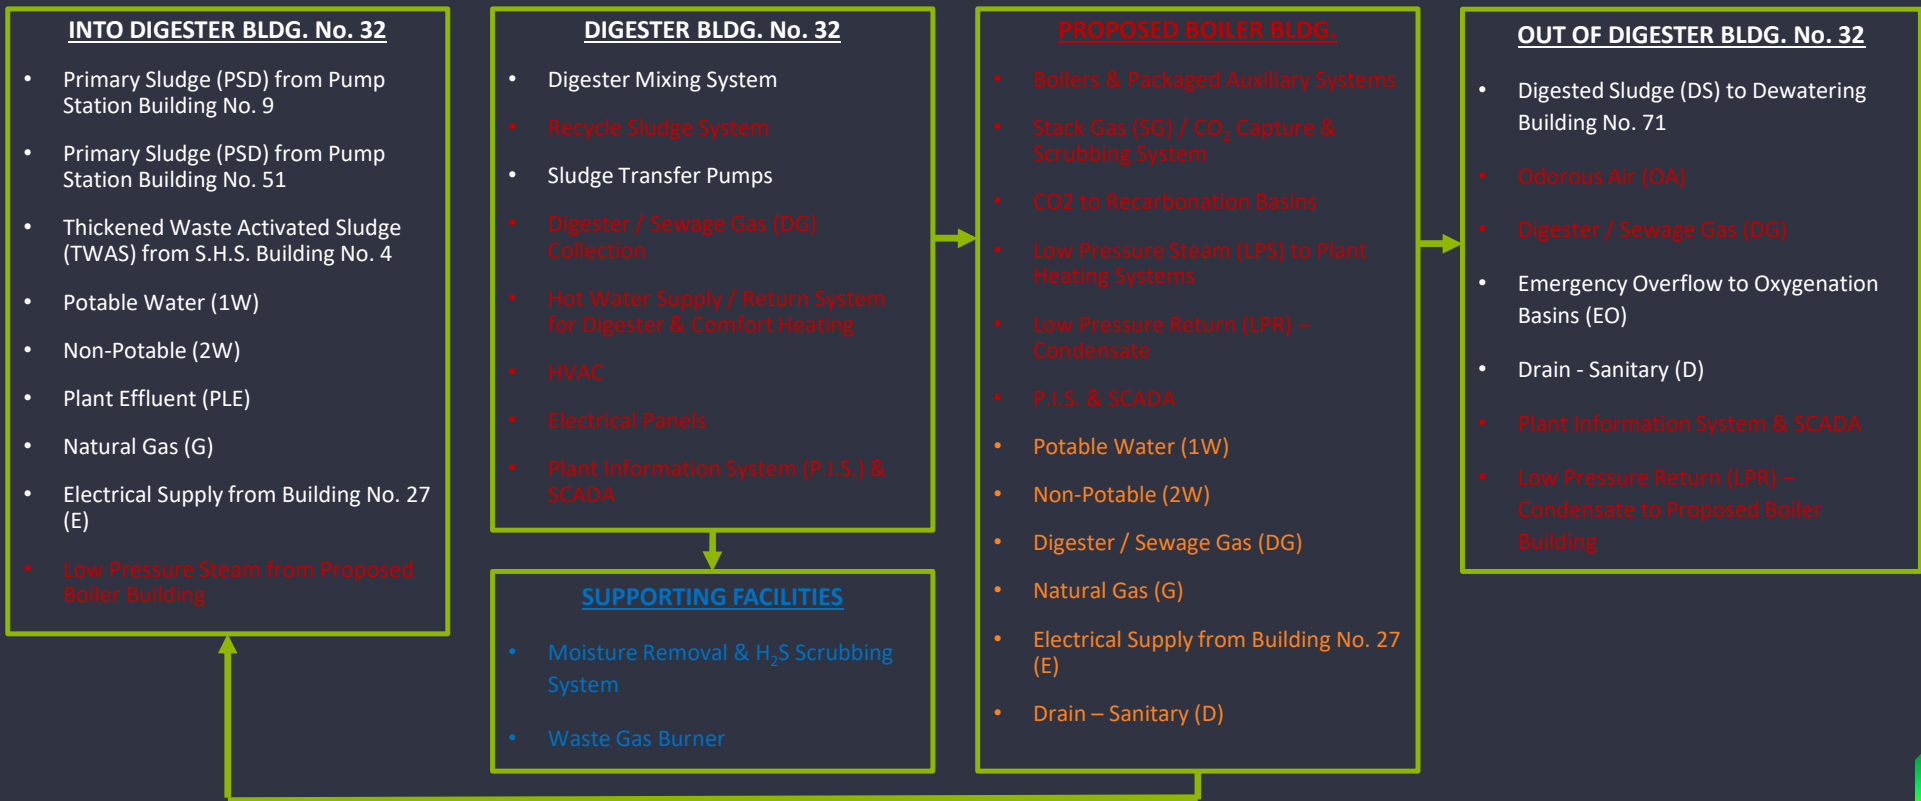 INTO DIGESTER BLDG. No. 32
• Primary Sludge (PSD) from Pump
Station Building No. 9
• Primary Sludge (PSD) from Pump
Station Building No. 51
• Thickened Waste Activated Sludge
(TWAS) from S.H.S. Building No. 4
• Potable Water (1W)
• Non-Potable (2W)
• Plant Effluent (PLE)
• Natural Gas (G)
• Electrical Supply from Building No. 27
(E)
• Low Pressure Steam from Proposed
Boiler Building
DIGESTER BLDG. No. 32
• Digester Mixing System
• Recycle Sludge System
• Sludge Transfer Pumps
• Digester / Sewage Gas (DG)
Collection
• Hot Water Supply / Return System
for Digester & Comfort Heating
• HVAC
• Electrical Panels
• Plant Information System (P.I.S.) &
SCADA
SUPPORTING FACILITIES
• Moisture Removal & H₂S Scrubbing
System
• Waste Gas Burner
PROPOSED BOILER BLDG.
• Boilers & Packaged Auxiliary Systems
• Stack Gas (SG) / CO₂ Capture &
Scrubbing System
• CO2 to Recarbonation Basins
• Low Pressure Steam (LPS) to Plant
Heating Systems
• Low Pressure Return (LPR) –
Condensate
• P.I.S. & SCADA
• Potable Water (1W)
• Non-Potable (2W)
• Digester / Sewage Gas (DG)
• Natural Gas (G)
• Electrical Supply from Building No. 27
(E)
• Drain – Sanitary (D)
OUT OF DIGESTER BLDG. No. 32
• Digested Sludge (DS) to Dewatering
Building No. 71
• Odorous Air (OA)
• Digester / Sewage Gas (DG)
• Emergency Overflow to Oxygenation
Basins (EO)
• Drain - Sanitary (D)
• Plant Information System & SCADA
• Low Pressure Return (LPR) –
Condensate to Proposed Boiler
Building